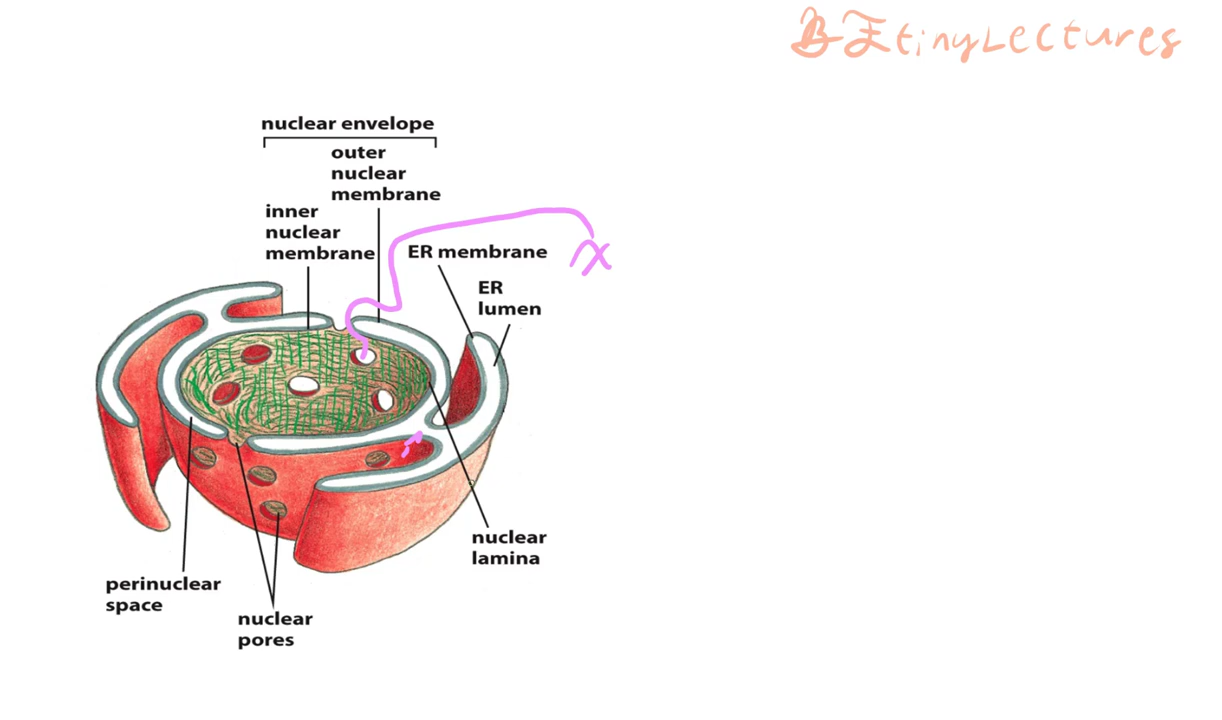 tinyLectures
nuclear envelope
outer
nuclear
membrane
inner
nuclear
membrane
ER membrane
ER
lumen
nuclear
lamina
perinuclear
space
nuclear
pores